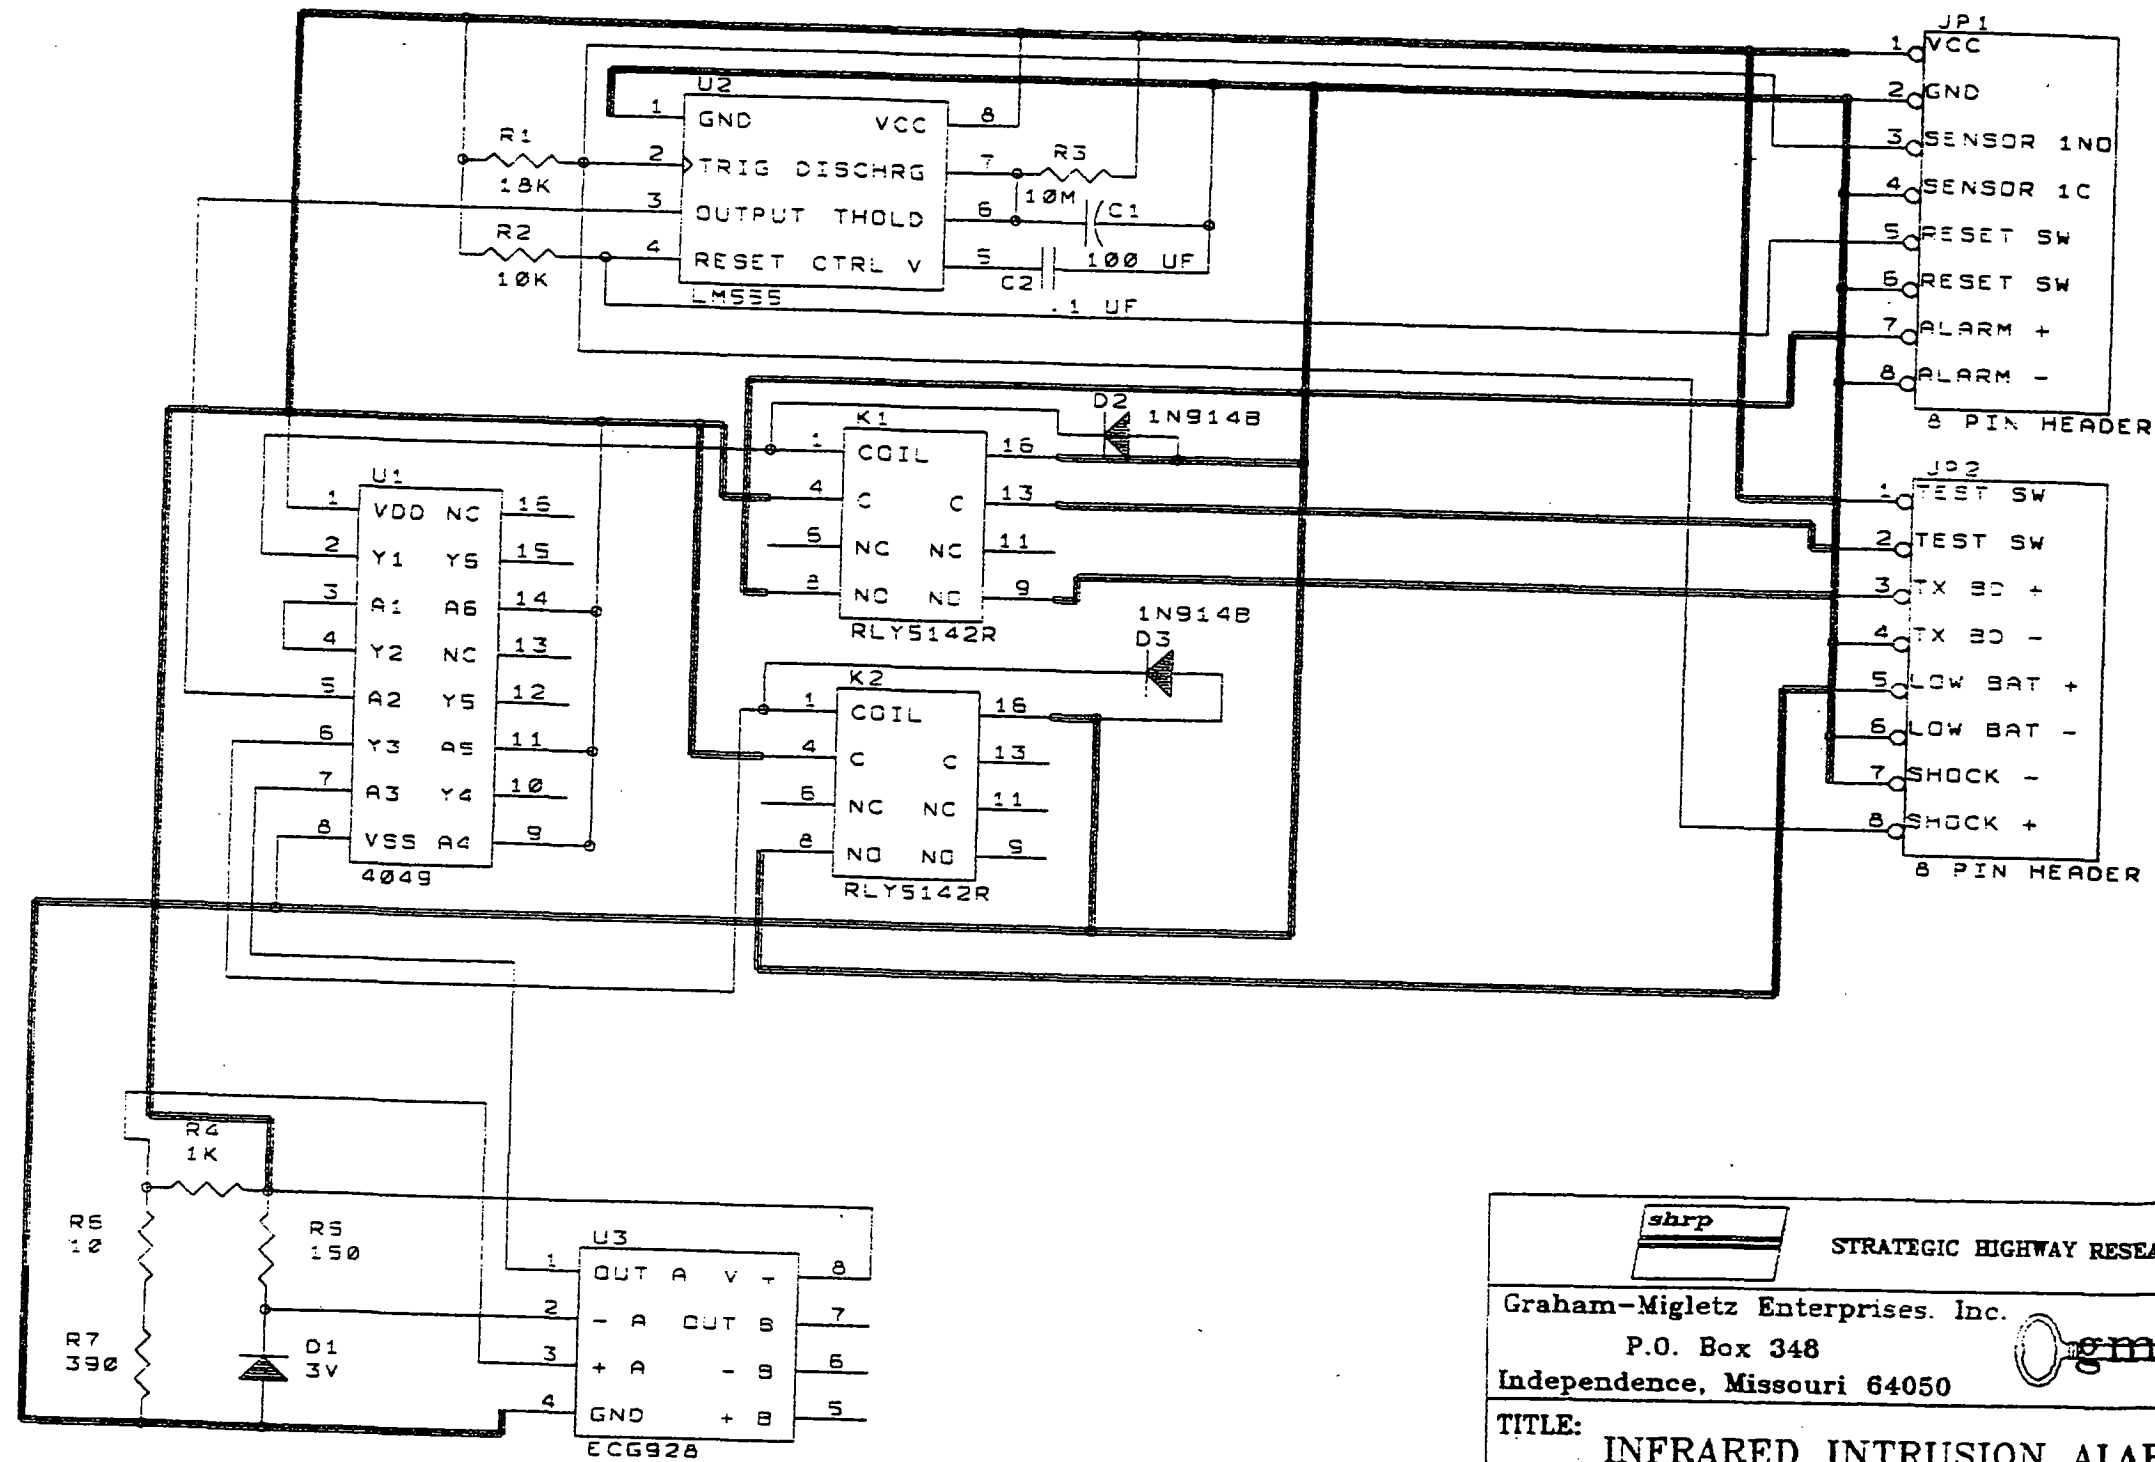 JP1
1 VCC
2 GND
3 SENSOR 1NO
4 SENSOR 1C
5 RESET SW
6 RESET SW
7 ALARM +
8 ALARM -
8 PIN HEADER
U2
1 GND VCC 8
2 TRIG DISCHRG 7
3 OUTPUT THOLD 6
4 RESET CTRL V 5
LM555
R1
18K
R2
10K
R3
10M
C1
100 UF
C2
.1 UF
JP2
1 TEST SW
2 TEST SW
3 TX BD +
4 TX BD -
5 LOW BAT +
6 LOW BAT -
7 SHOCK -
8 SHOCK +
8 PIN HEADER
D2
1N914B
K1
1 COIL 16
4 C C 13
6 NC NC 11
NO NO 9
RLY5142R
1N914B
D3
K2
1 COIL 16
4 C C 13
6 NC NC 11
8 NO NO 9
RLY5142R
U1
1 VDD NC 16
2 Y1 Y6 15
3 A1 A6 14
4 Y2 NC 13
5 A2 Y5 12
6 Y3 A5 11
7 A3 Y4 10
8 VSS A4 9
4049
R4
1K
R6
10
R5
150
R7
390
D1
3V
U3
1 OUT A V + 8
2 - A OUT B 7
3 + A - B 6
4 GND + B 5
ECG928
shrp
STRATEGIC HIGHWAY
Graham-Migletz Enterprises. Inc.
P.O. Box 348
Independence, Missouri 64050
gm
TITLE:
INFRARED INTRUSION